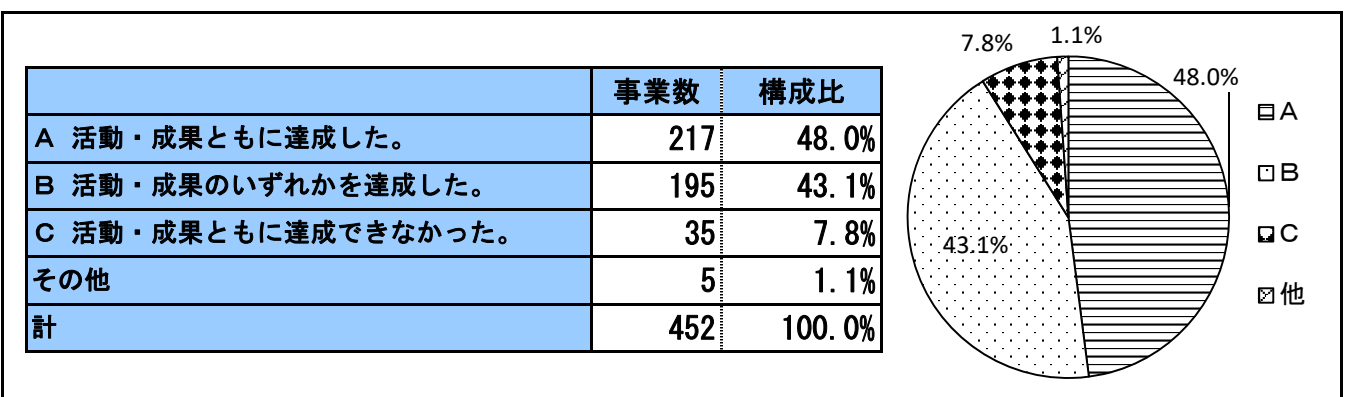 事業数 構成比
Ａ 活動・成果ともに達成した。 217 48.0%
Ｂ 活動・成果のいずれかを達成した。 195 43.1%
Ｃ 活動・成果ともに達成できなかった。 35 7.8%
その他 5 1.1%
計 452 100.0%
7.8% 1.1%
48.0%
43.1%
A
B
C
他